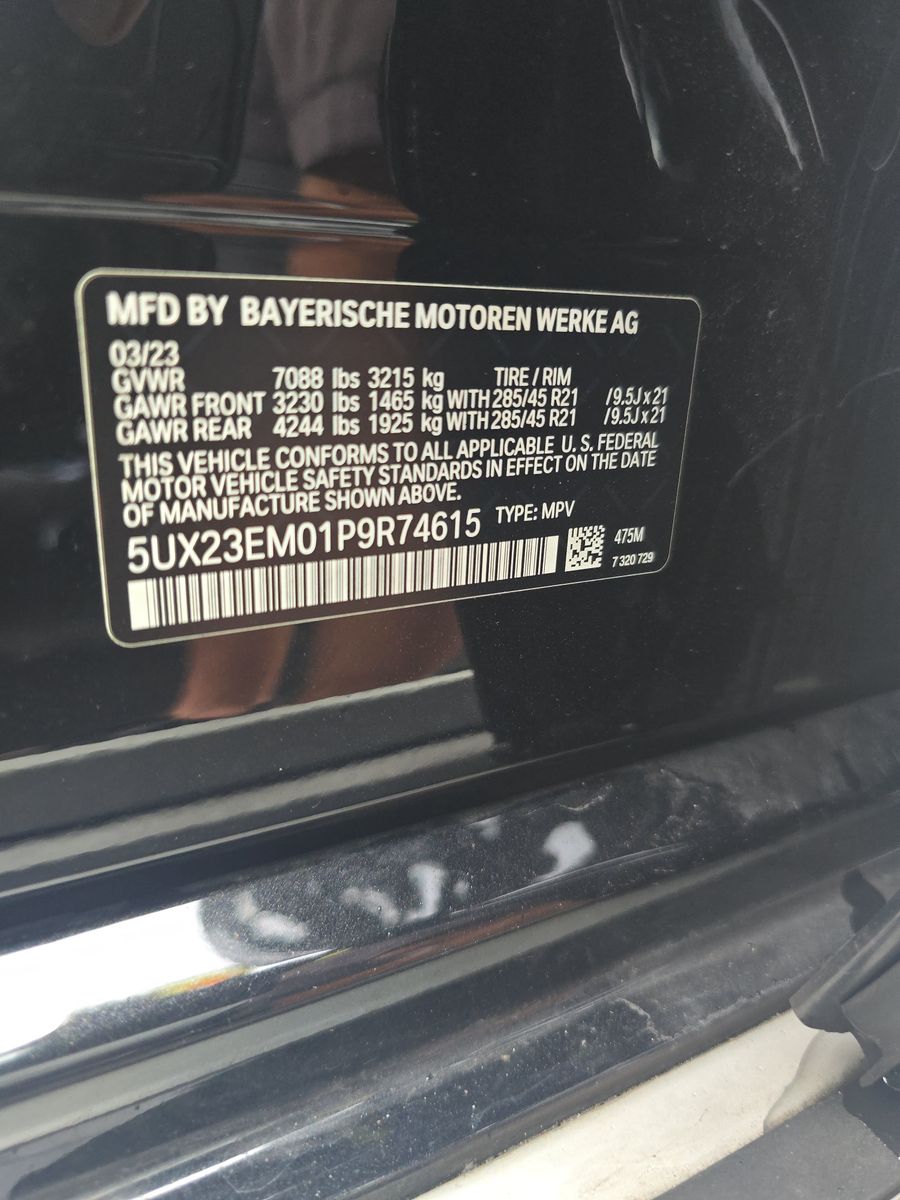 MFD BY BAYERISCHE MOTOREN WERKE AG
03/23
GVWR 7088 lbs 3215 kg TIRE / RIM
GAWR FRONT 3230 lbs 1465 kg WITH 285/45 R21 / 9.5J x 21
GAWR REAR 4244 lbs 1925 kg WITH 285/45 R21 / 9.5J x 21
THIS VEHICLE CONFORMS TO ALL APPLICABLE U. S. FEDERAL
MOTOR VEHICLE SAFETY STANDARDS IN EFFECT ON THE DATE
OF MANUFACTURE SHOWN ABOVE.
5UX23EM01P9R74615 TYPE: MPV
475M
7 320 729